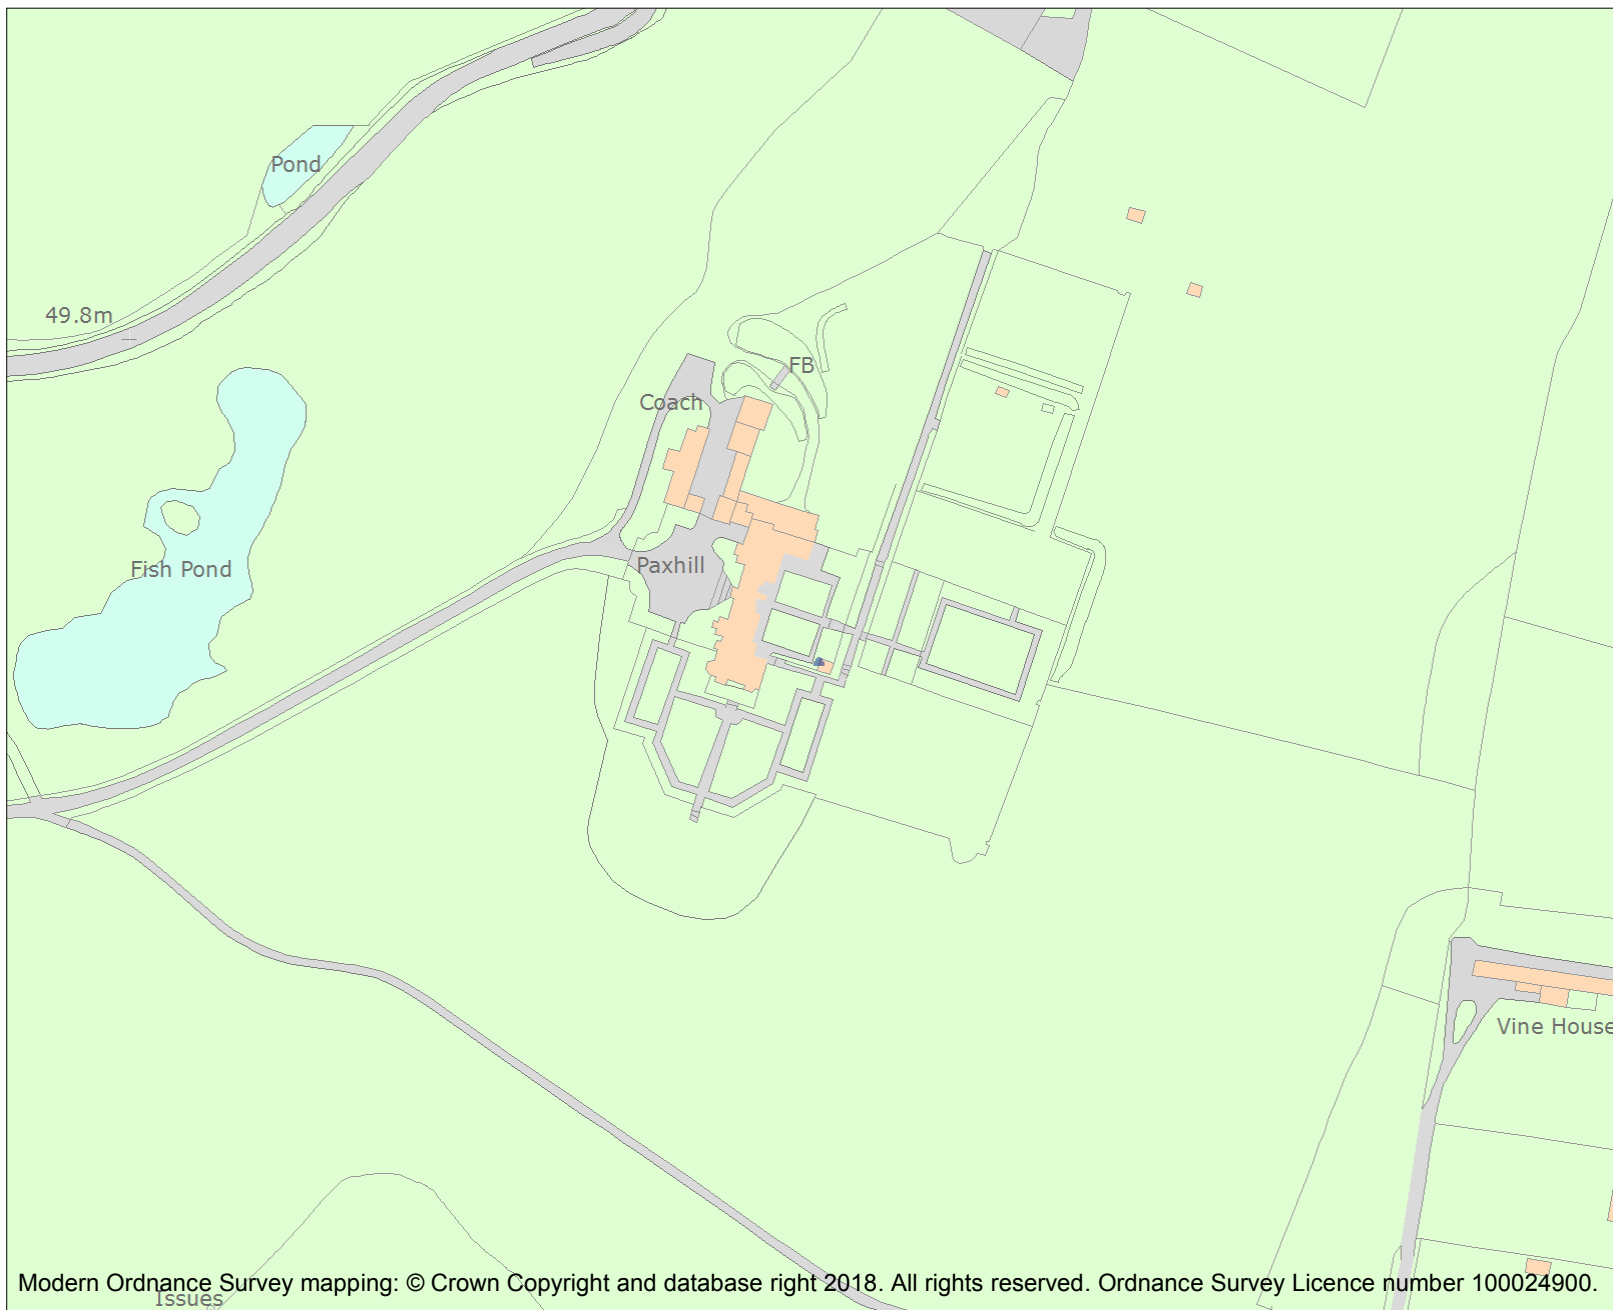 Pond
49.8m
FB
Coach
Paxhill
Fish Pond
Vine House
Modern Ordnance Survey mapping: © Crown Copyright and database right 2018. All rights reserved. Ordnance Survey Licence number 100024900.
Issues